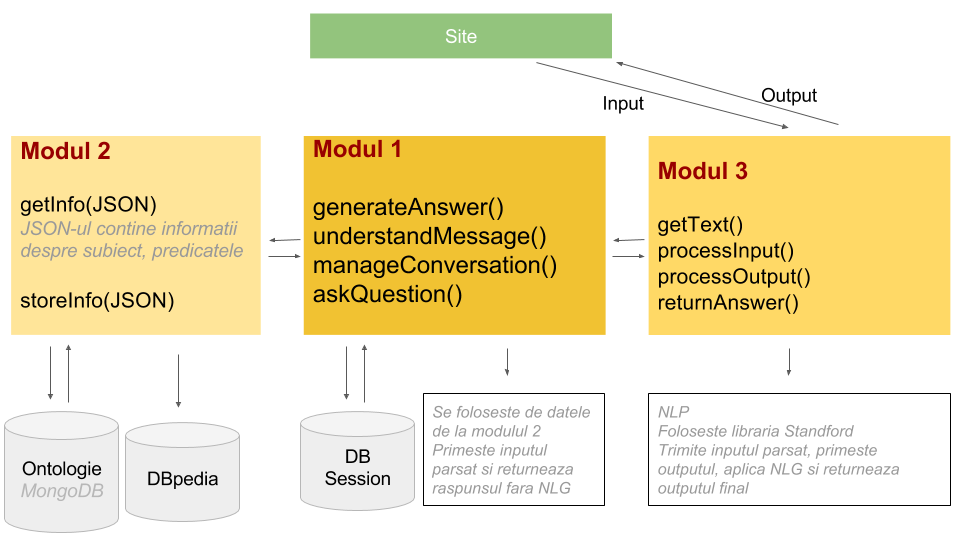 Site
Input
Output
Modul 2
getInfo(JSON)
JSON-ul contine informatii
despre subiect, predicatele
storeInfo(JSON)
Modul 1
generateAnswer()
understandMessage()
manageConversation()
askQuestion()
Modul 3
getText()
processInput()
processOutput()
returnAnswer()
Ontologie
MongoDB
DBpedia
DB
Session
Se foloseste de datele
de la modulul 2
Primeste inputul
parsat si returneaza
raspunsul fara NLG
NLP
Foloseste libraria Standford
Trimite inputul parsat, primeste
outputul, aplica NLG si returneaza
outputul final